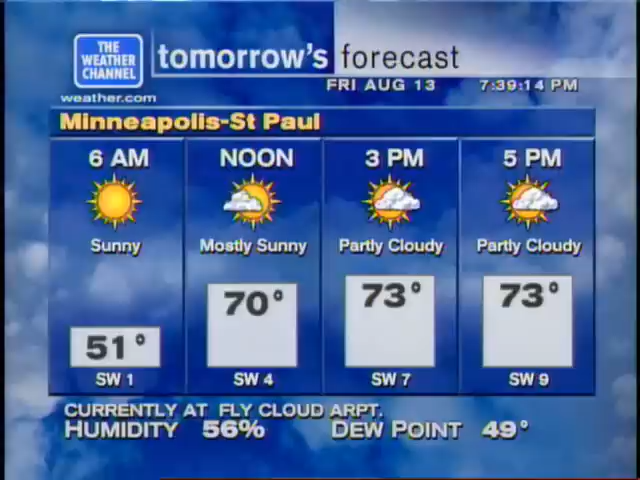 THE
WEATHER
CHANNEL
weather.com
tomorrow's forecast
FRI AUG 13 7:39:14 PM
Minneapolis-St Paul
6 AM NOON 3 PM 5 PM
Sunny Mostly Sunny Partly Cloudy Partly Cloudy
51° 70° 73° 73°
SW 1 SW 4 SW 7 SW 9
CURRENTLY AT FLY CLOUD ARPT.
HUMIDITY 56% DEW POINT 49°